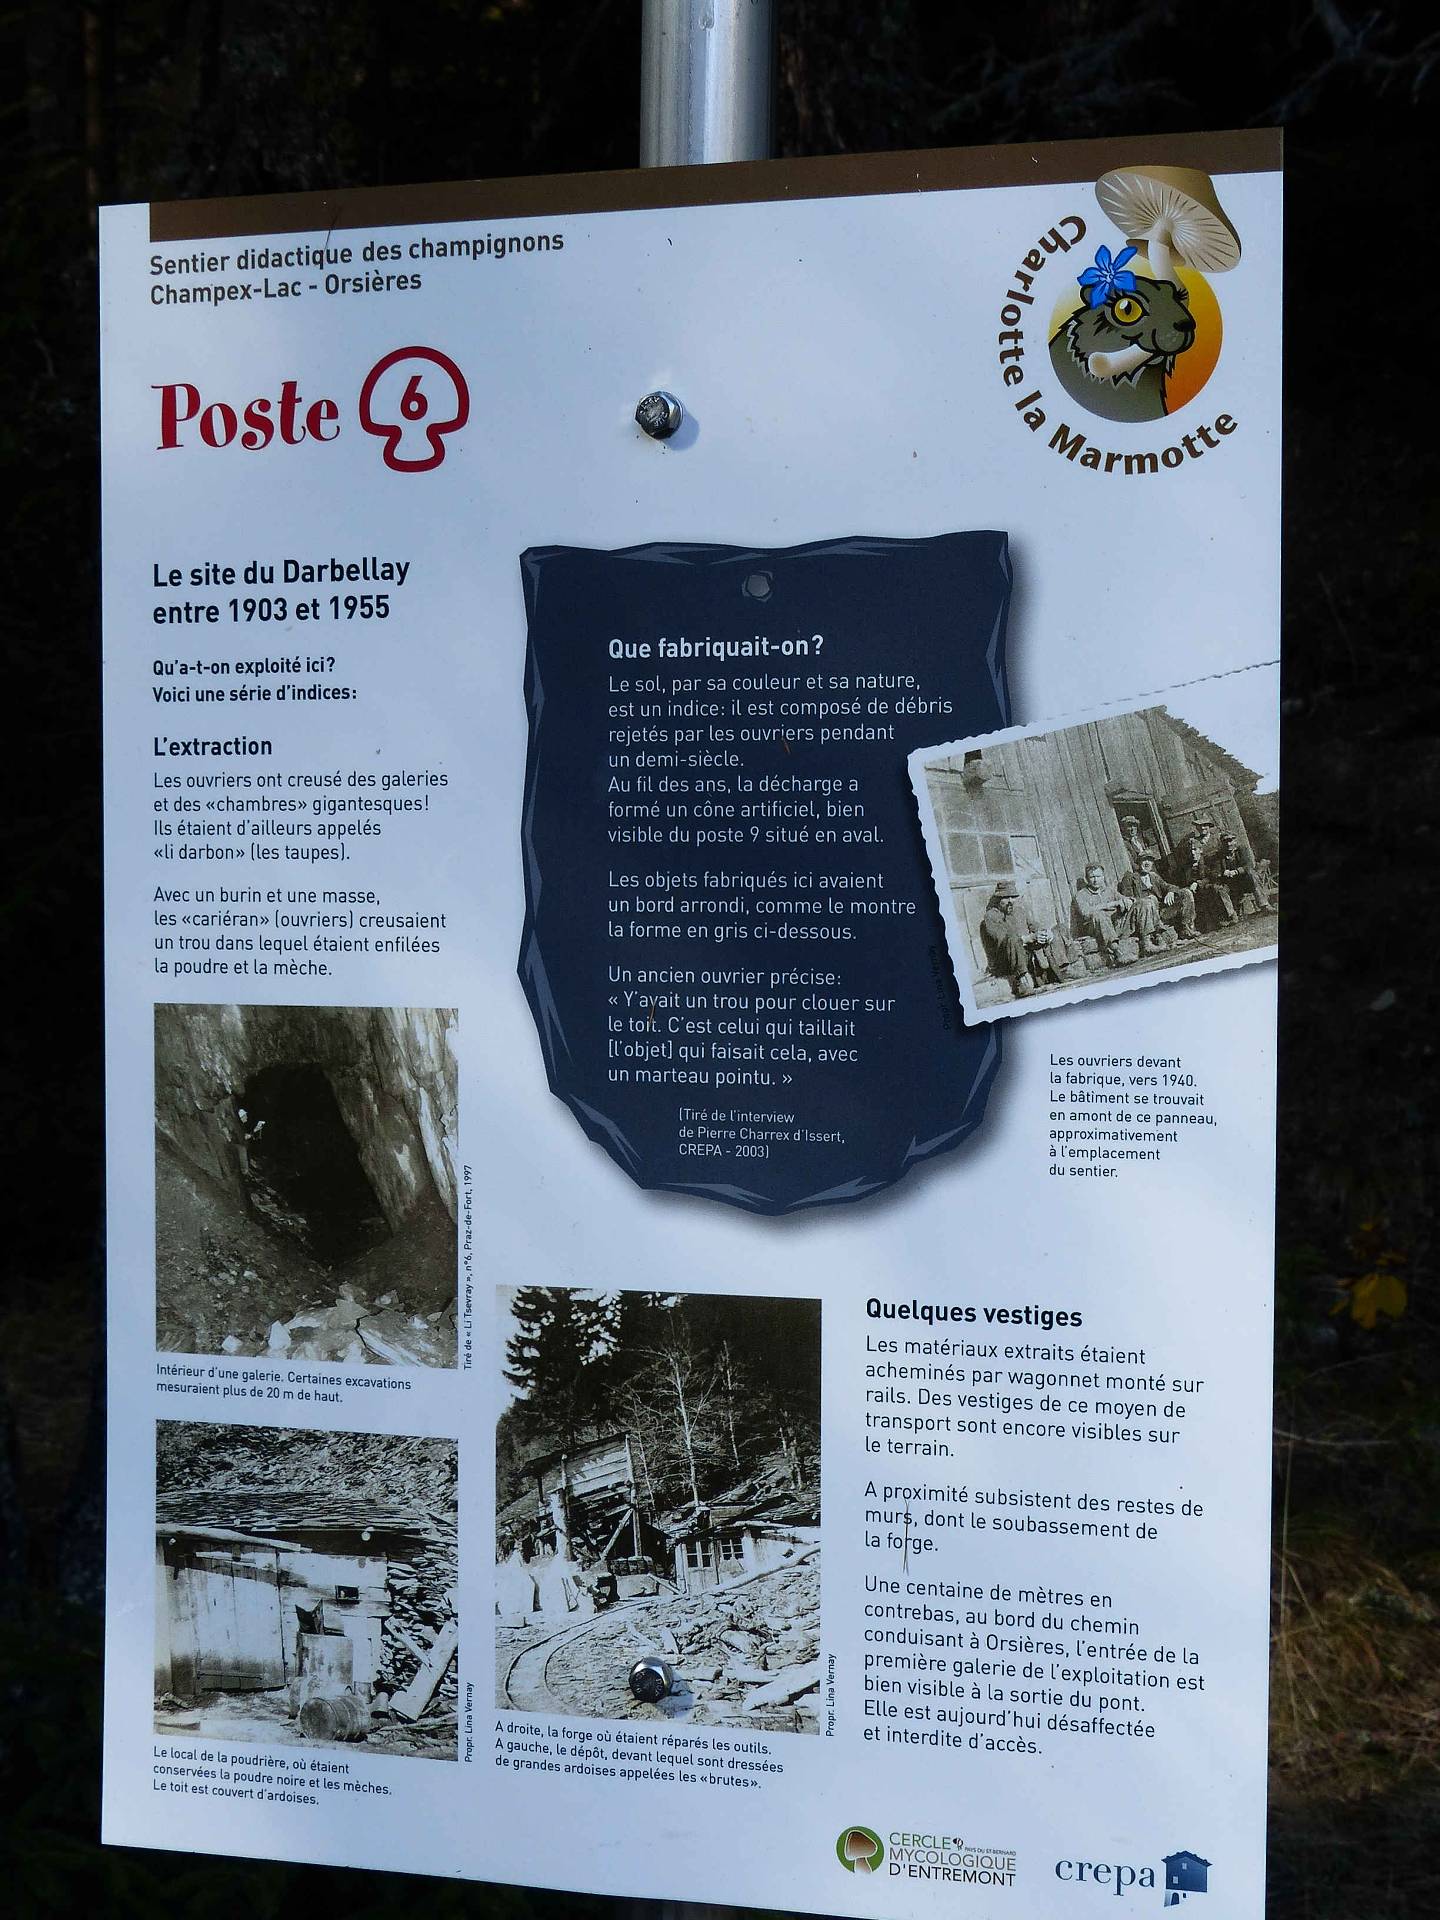 Sentier didactique des champignons
Champex-Lac - Orsières
Charlotte la Marmotte
Poste 6
Le site du Darbellay
entre 1903 et 1955
Qu'a-t-on exploité ici?
Voici une série d'indices:
L'extraction
Les ouvriers ont creusé des galeries
et des «chambres» gigantesques!
Ils étaient d'ailleurs appelés
«li darbon» (les taupes).
Avec un burin et une masse,
les «cariéran» (ouvriers) creusaient
un trou dans lequel étaient enfilées
la poudre et la mèche.
Tiré de « Li Tsevray », n°6, Praz-de-Fort, 1997
Intérieur d'une galerie. Certaines excavations
mesuraient plus de 20 m de haut.
Propr. Lina Vernay
Le local de la poudrière, où étaient
conservées la poudre noire et les mèches.
Le toit est couvert d'ardoises.
Que fabriquait-on?
Le sol, par sa couleur et sa nature,
est un indice: il est composé de débris
rejetés par les ouvriers pendant
un demi-siècle.
Au fil des ans, la décharge a
formé un cône artificiel, bien
visible du poste 9 situé en aval.
Les objets fabriqués ici avaient
un bord arrondi, comme le montre
la forme en gris ci-dessous.
Un ancien ouvrier précise:
« Y'avait un trou pour clouer sur
le toit. C'est celui qui taillait
[l'objet] qui faisait cela, avec
un marteau pointu. »
(Tiré de l'interview
de Pierre Charrex d'Issert,
CREPA - 2003)
Les ouvriers devant
la fabrique, vers 1940.
Le bâtiment se trouvait
en amont de ce panneau,
approximativement
à l'emplacement
du sentier.
Propr. Lina Vernay
A droite, la forge où étaient réparés les outils.
A gauche, le dépôt, devant lequel sont dressées
de grandes ardoises appelées les «brutes».
Quelques vestiges
Les matériaux extraits étaient
acheminés par wagonnet monté sur
rails. Des vestiges de ce moyen de
transport sont encore visibles sur
le terrain.
A proximité subsistent des restes de
murs, dont le soubassement de
la forge.
Une centaine de mètres en
contrebas, au bord du chemin
conduisant à Orsières, l'entrée de la
première galerie de l'exploitation est
bien visible à la sortie du pont.
Elle est aujourd'hui désaffectée
et interdite d'accès.
CERCLE
PAYS DU ST-BERNARD
MYCOLOGIQUE
D'ENTREMONT
crepa